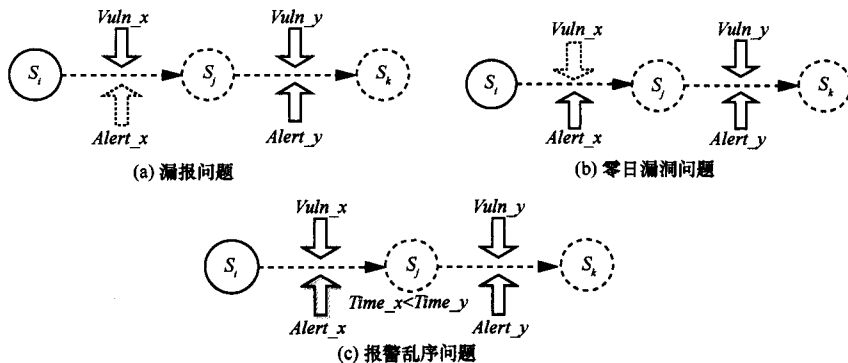 Vuln_x Vuln_y
S_i S_j S_k
Alert_x Alert_y
(a) 漏报问题
Vuln_x Vuln_y
S_i S_j S_k
Alert_x Alert_y
(b) 零日漏洞问题
Vuln_x Vuln_y
S_i S_j S_k
Time_x<Time_y
Alert_x Alert_y
(c) 报警乱序问题